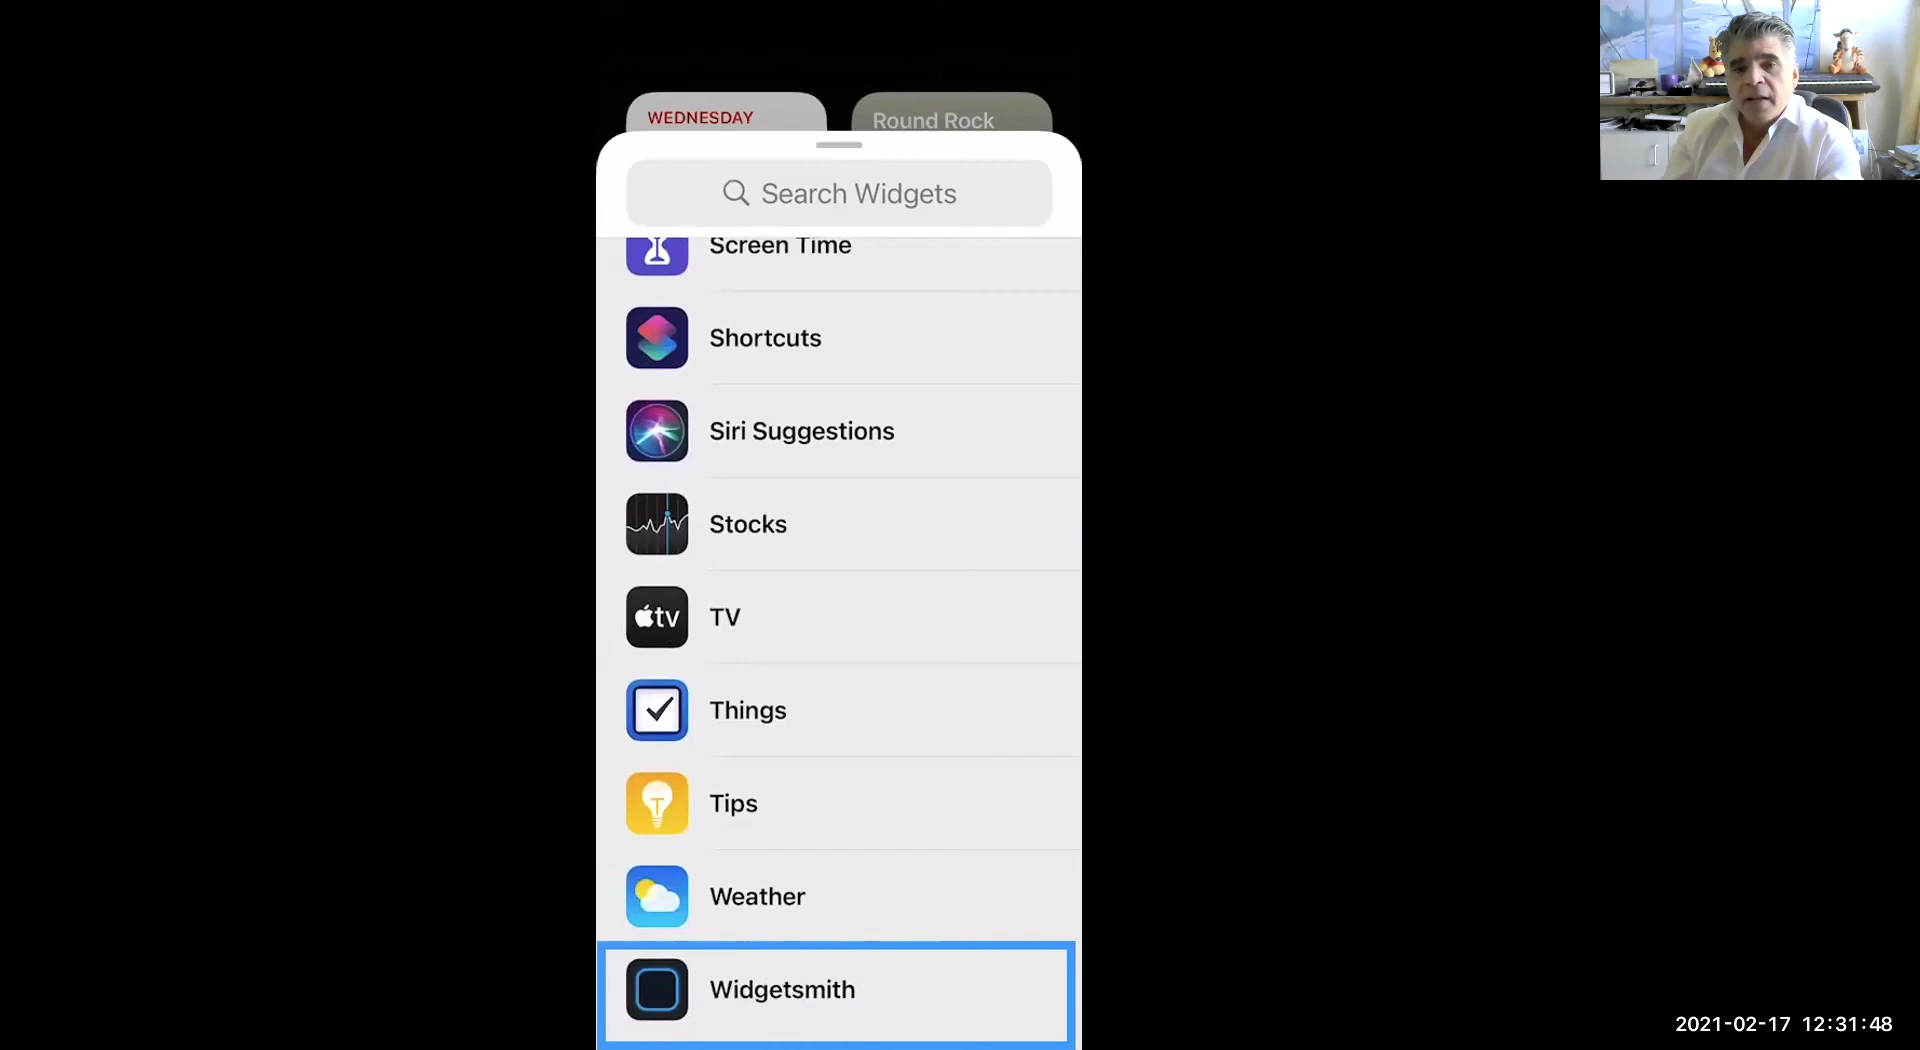 WEDNESDAY
Round Rock
Search Widgets
Screen Time
Shortcuts
Siri Suggestions
Stocks
tv TV
Things
Tips
Weather
Widgetsmith
2021-02-17 12:31:48